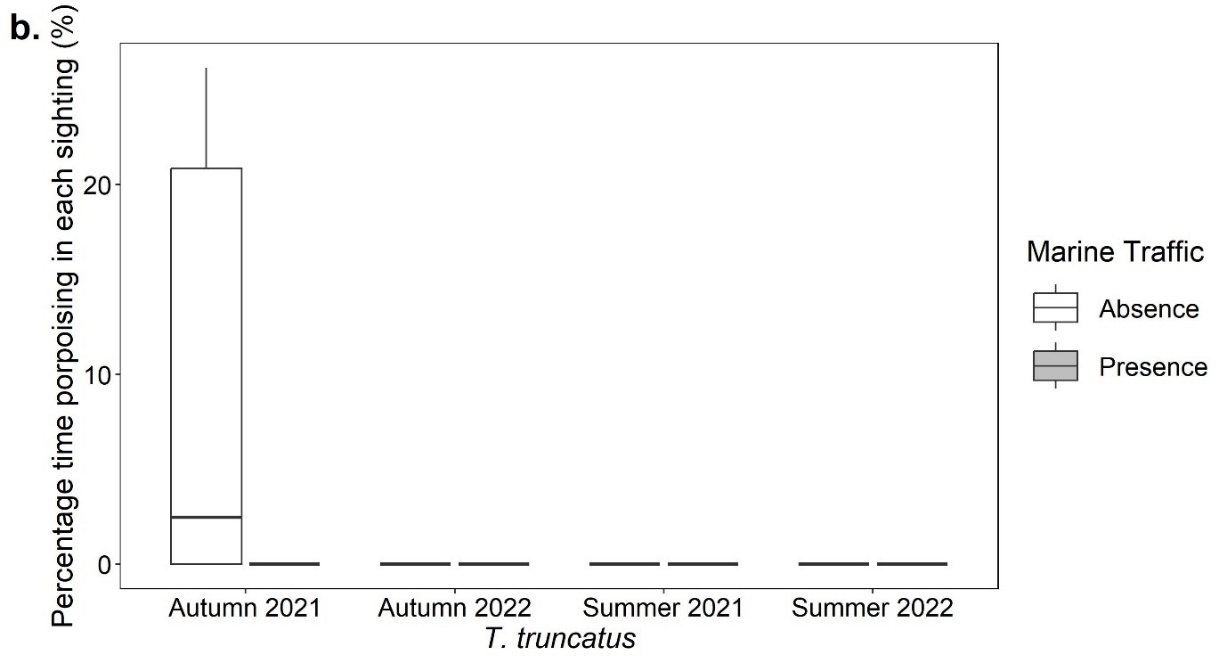 b.
Percentage time porpoising in each sighting (%)
20
10
0
Autumn 2021
Autumn 2022
Summer 2021
Summer 2022
T. truncatus
Marine Traffic
Absence
Presence